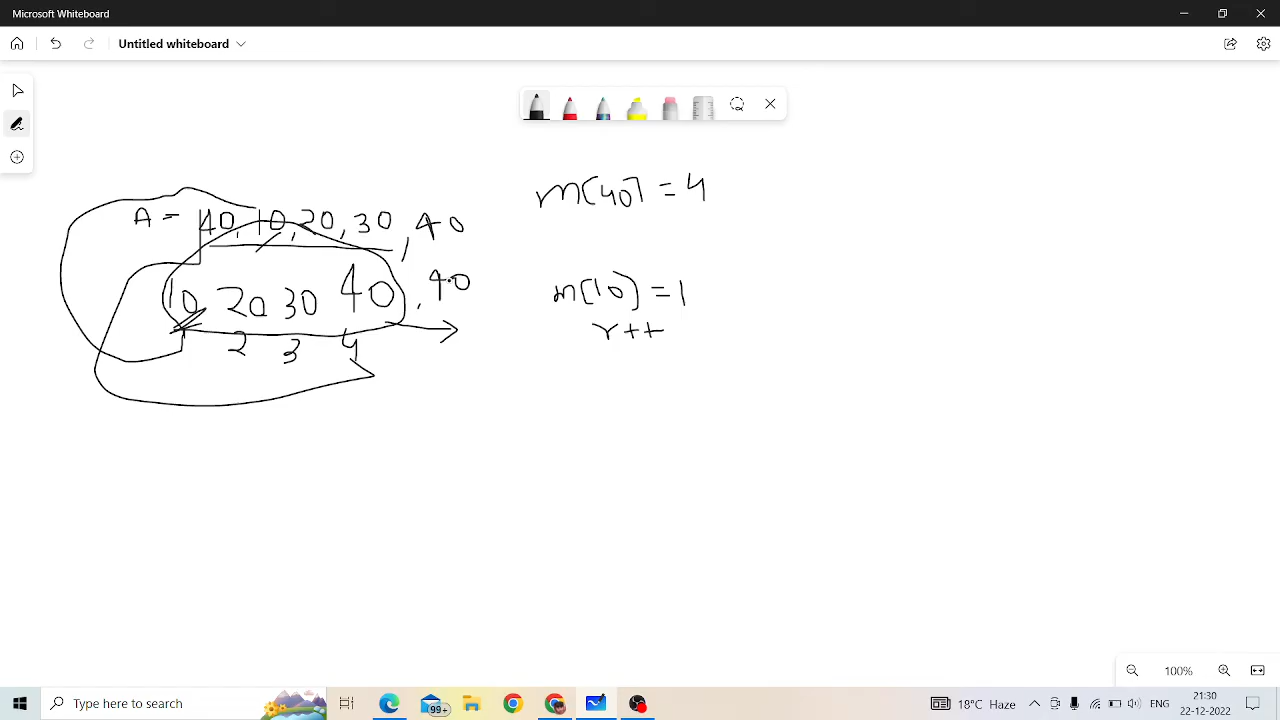 Microsoft Whiteboard
Untitled whiteboard
m[40] = 4
A = 40, 10, 20, 30, 40
10 20 30 40, 40
m[10] = 1
r++
2 3 4
100%
Type here to search
99+
18°C Haze
ENG
21:30
22-12-2022